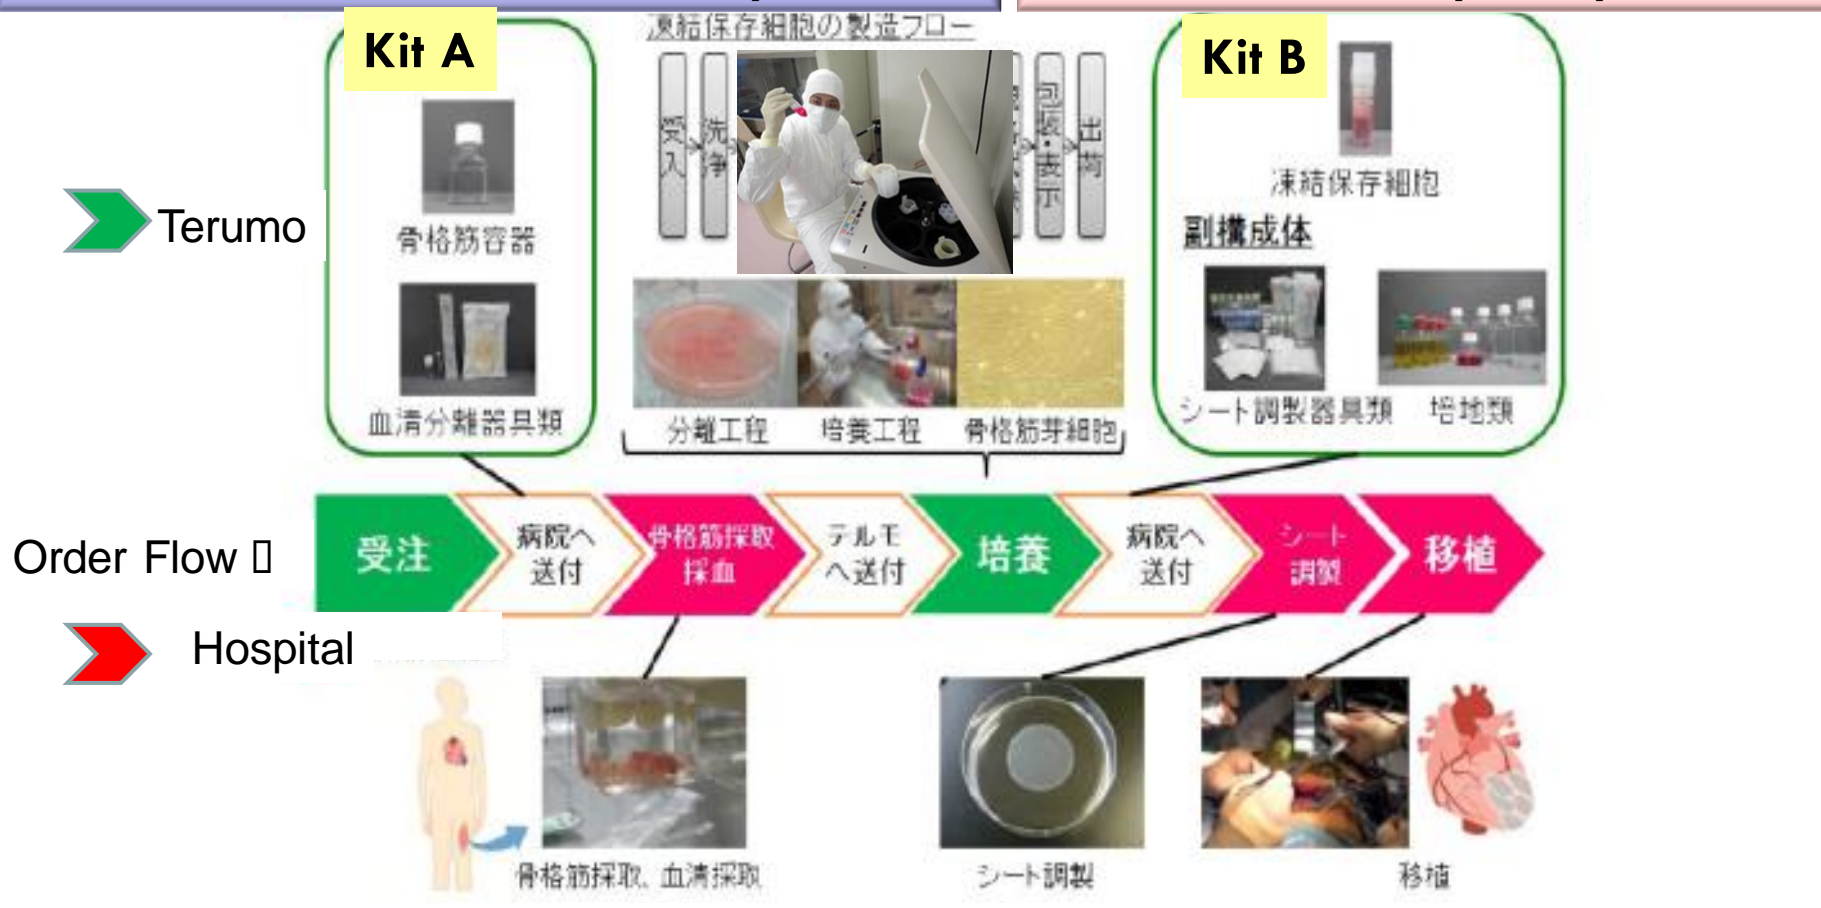 Kit A
骨格筋容器
血清分離器具類
凍結保存細胞の製造フロー
受入
洗浄
包装・表示
出荷
分離工程
培養工程
骨格筋芽細胞
Kit B
凍結保存細胞
副構成体
シート調製器具類
培地類
Terumo
Order Flow
受注
病院へ
送付
骨格筋採取
採血
テルモ
へ送付
培養
病院へ
送付
シート
調製
移植
Hospital
骨格筋採取、血清採取
シート調製
移植